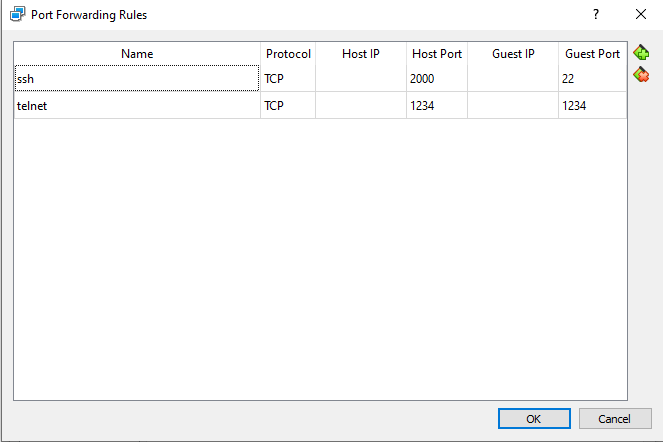 Port Forwarding Rules ?
Name Protocol Host IP Host Port Guest IP Guest Port
ssh TCP 2000 22
telnet TCP 1234 1234
OK Cancel